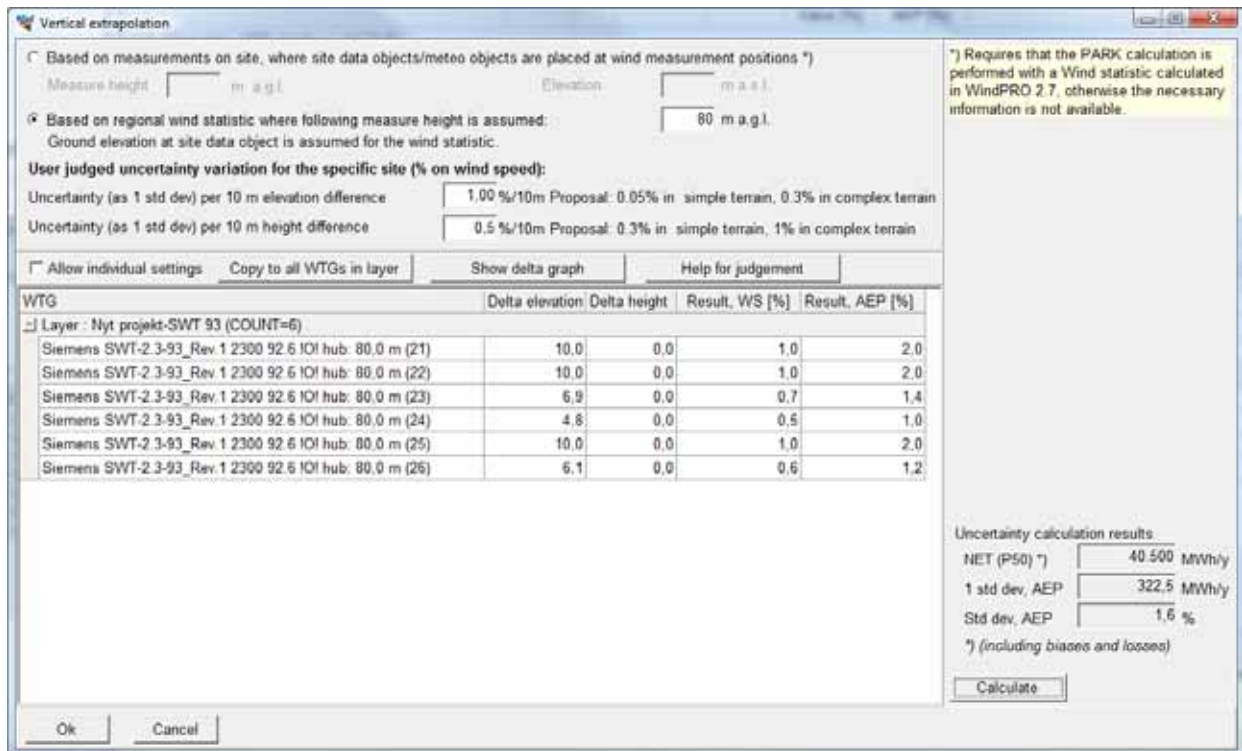 Vertical extrapolation
Based on measurements on site, where site data objects/meteo objects are placed at wind measurement positions *)
Measure height m a.g.l. Elevation m a.s.l.
Based on regional wind statistic where following measure height is assumed: 80 m a.g.l.
Ground elevation at site data object is assumed for the wind statistic.
User judged uncertainty variation for the specific site (% on wind speed):
Uncertainty (as 1 std dev) per 10 m elevation difference 1,00 %/10m Proposal: 0.05% in simple terrain, 0.3% in complex terrain
Uncertainty (as 1 std dev) per 10 m height difference 0,5 %/10m Proposal: 0.3% in simple terrain, 1% in complex terrain
Allow individual settings Copy to all WTGs in layer Show delta graph Help for judgement
WTG Delta elevation Delta height Result, WS [%] Result, AEP [%]
Layer : Nyt projekt-SWT 93 (COUNT=6)
Siemens SWT-2.3-93_Rev.1 2300 92.6 !O! hub: 80,0 m (21) 10,0 0,0 1,0 2,0
Siemens SWT-2.3-93_Rev.1 2300 92.6 !O! hub: 80,0 m (22) 10,0 0,0 1,0 2,0
Siemens SWT-2.3-93_Rev.1 2300 92.6 !O! hub: 80,0 m (23) 6,9 0,0 0,7 1,4
Siemens SWT-2.3-93_Rev.1 2300 92.6 !O! hub: 80,0 m (24) 4,8 0,0 0,5 1,0
Siemens SWT-2.3-93_Rev.1 2300 92.6 !O! hub: 80,0 m (25) 10,0 0,0 1,0 2,0
Siemens SWT-2.3-93_Rev.1 2300 92.6 !O! hub: 80,0 m (26) 6,1 0,0 0,6 1,2
*) Requires that the PARK calculation is
performed with a Wind statistic calculated
in WindPRO 2.7, otherwise the necessary
information is not available.
Uncertainty calculation results
NET (P50) *) 40.500 MWh/y
1 std dev, AEP 322,5 MWh/y
Std dev, AEP 1,6 %
*) (including biases and losses)
Calculate
Ok Cancel